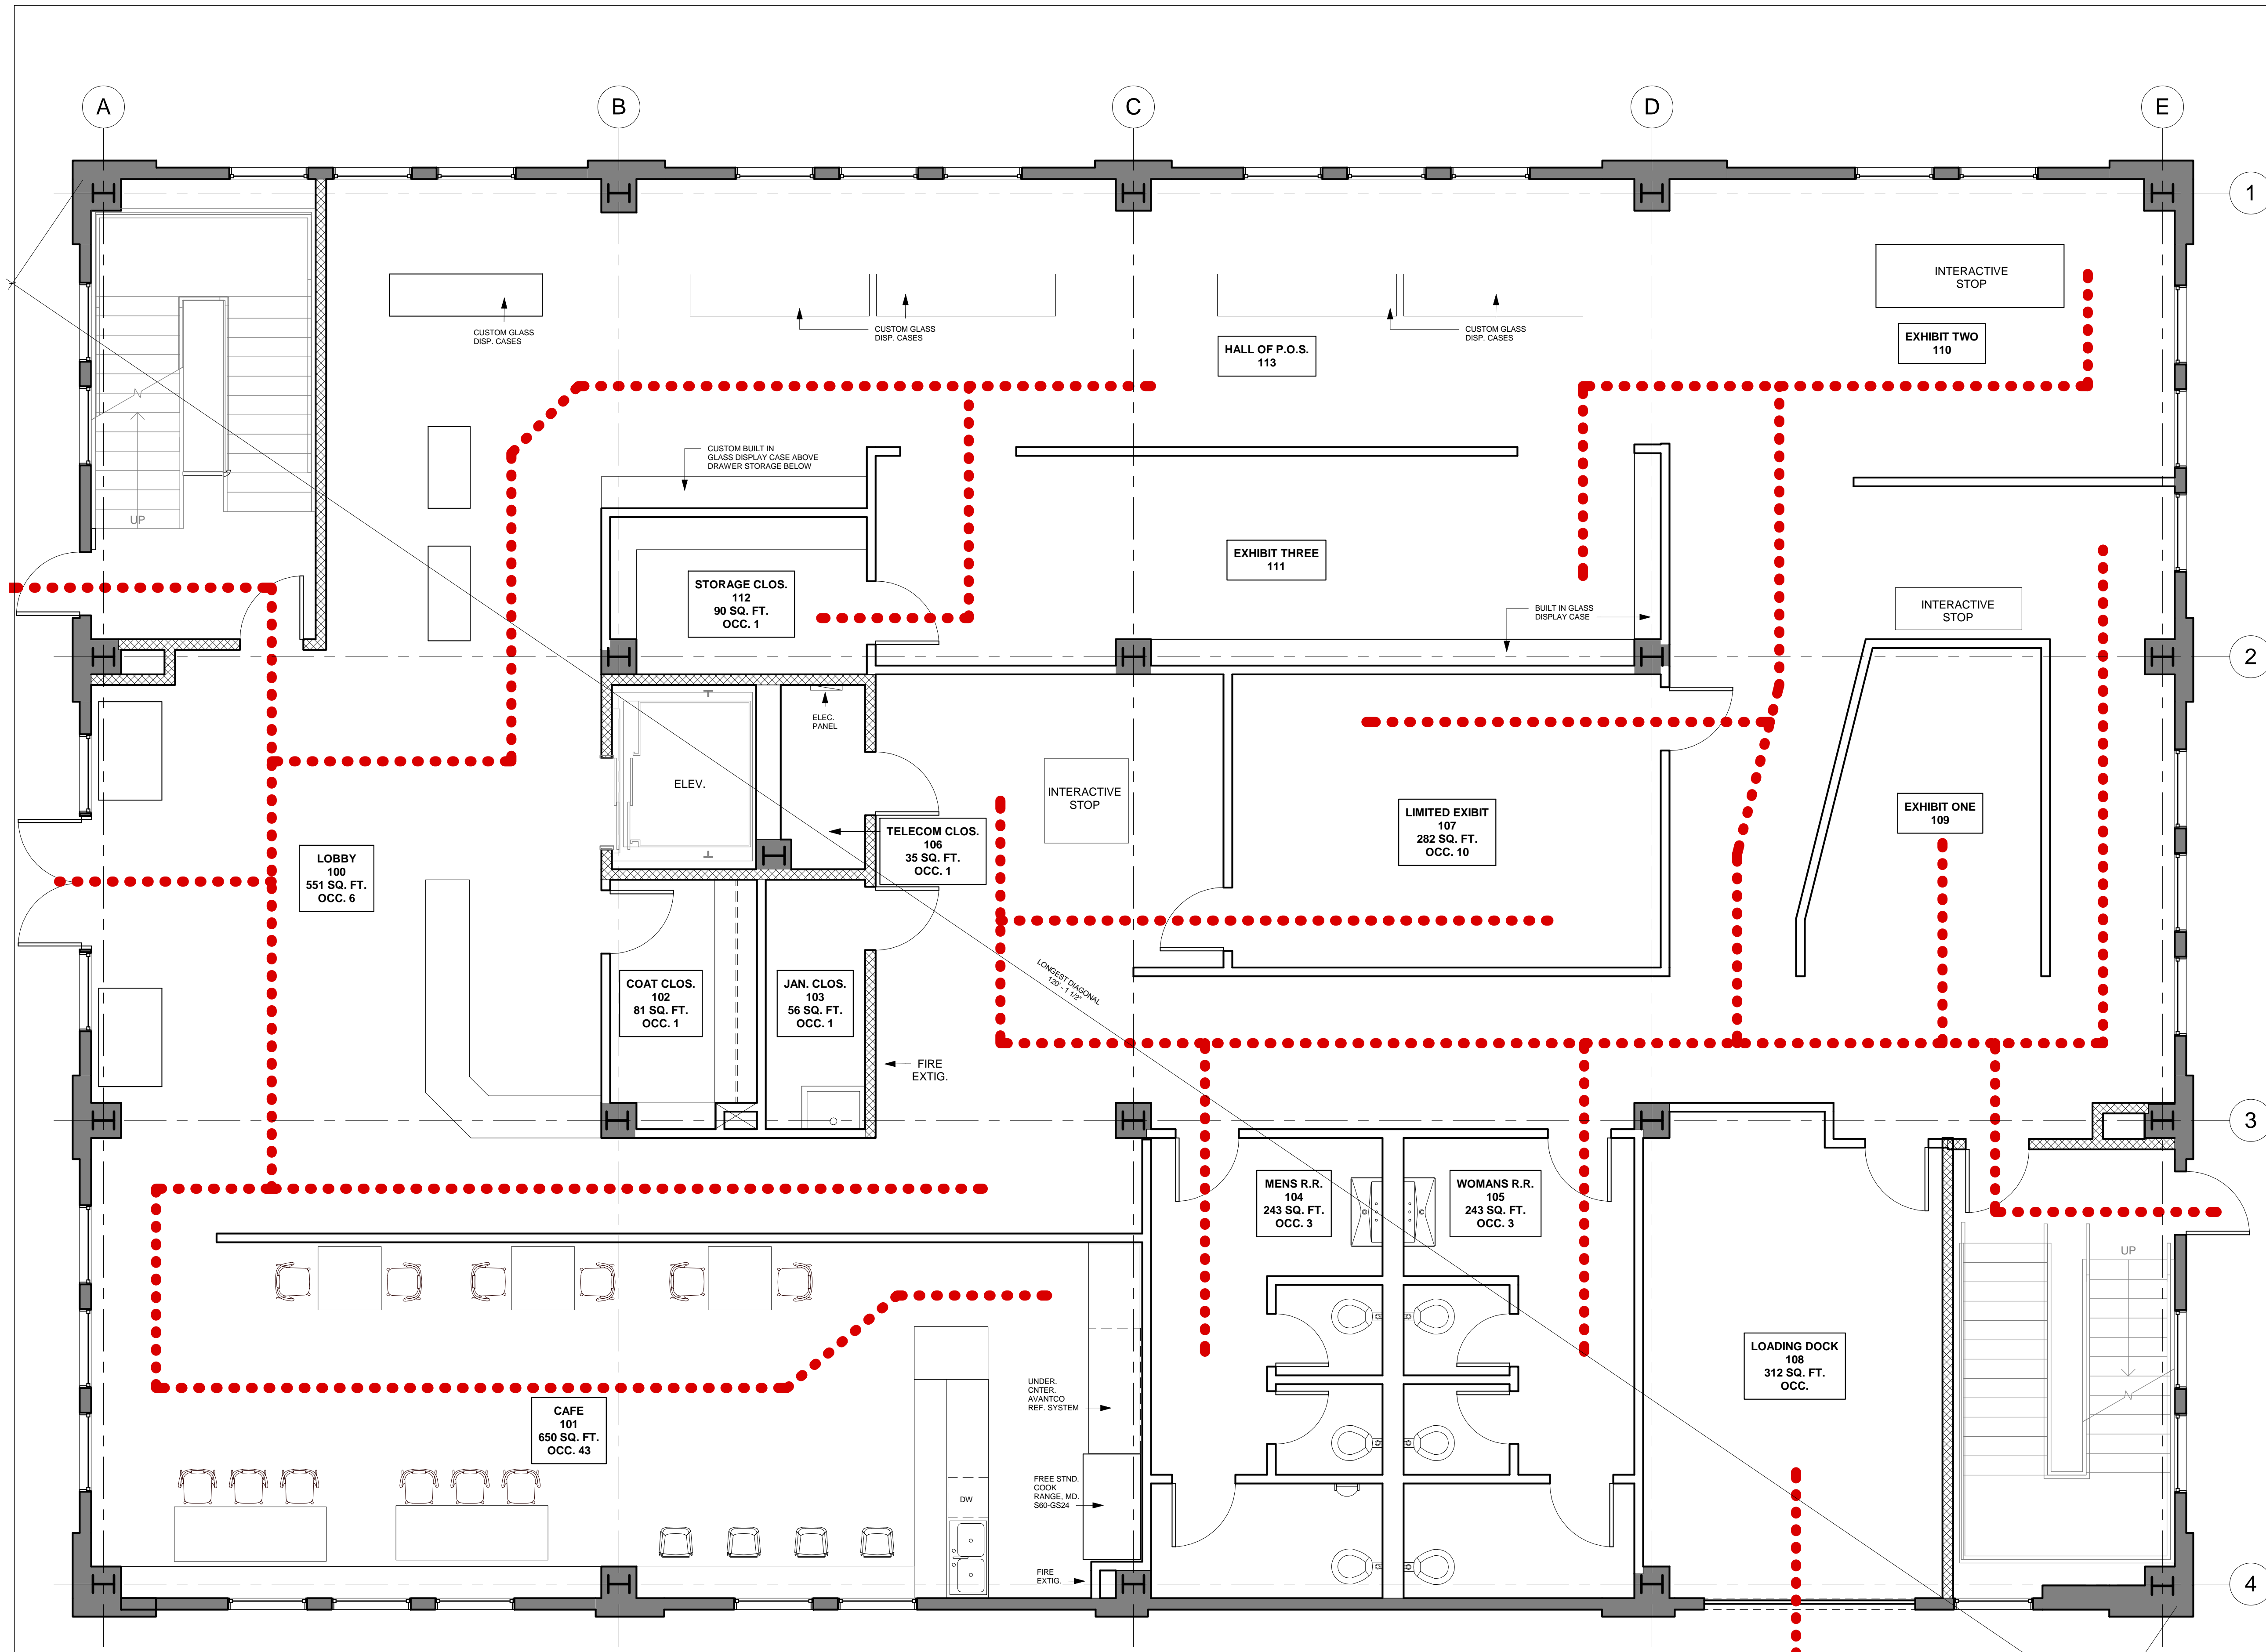 A
B
C
D
E
1
2
3
4
CUSTOM GLASS
DISP. CASES
CUSTOM GLASS
DISP. CASES
CUSTOM GLASS
DISP. CASES
HALL OF P.O.S.
113
INTERACTIVE
STOP
EXHIBIT TWO
110
UP
CUSTOM BUILT IN
GLASS DISPLAY CASE ABOVE
DRAWER STORAGE BELOW
STORAGE CLOS.
112
90 SQ. FT.
OCC. 1
EXHIBIT THREE
111
BUILT IN GLASS
DISPLAY CASE
INTERACTIVE
STOP
ELEC.
PANEL
ELEV.
INTERACTIVE
STOP
TELECOM CLOS.
106
35 SQ. FT.
OCC. 1
LIMITED EXIBIT
107
282 SQ. FT.
OCC. 10
EXHIBIT ONE
109
LOBBY
100
551 SQ. FT.
OCC. 6
COAT CLOS.
102
81 SQ. FT.
OCC. 1
JAN. CLOS.
103
56 SQ. FT.
OCC. 1
LONGEST DIAGONAL
120' - 1 1/2"
FIRE
EXTIG.
MENS R.R.
104
243 SQ. FT.
OCC. 3
WOMANS R.R.
105
243 SQ. FT.
OCC. 3
UP
LOADING DOCK
108
312 SQ. FT.
OCC.
CAFE
101
650 SQ. FT.
OCC. 43
UNDER.
CNTER.
AVANTCO
REF. SYSTEM
FREE STND.
COOK
RANGE, MD.
S60-GS24
DW
FIRE
EXTIG.